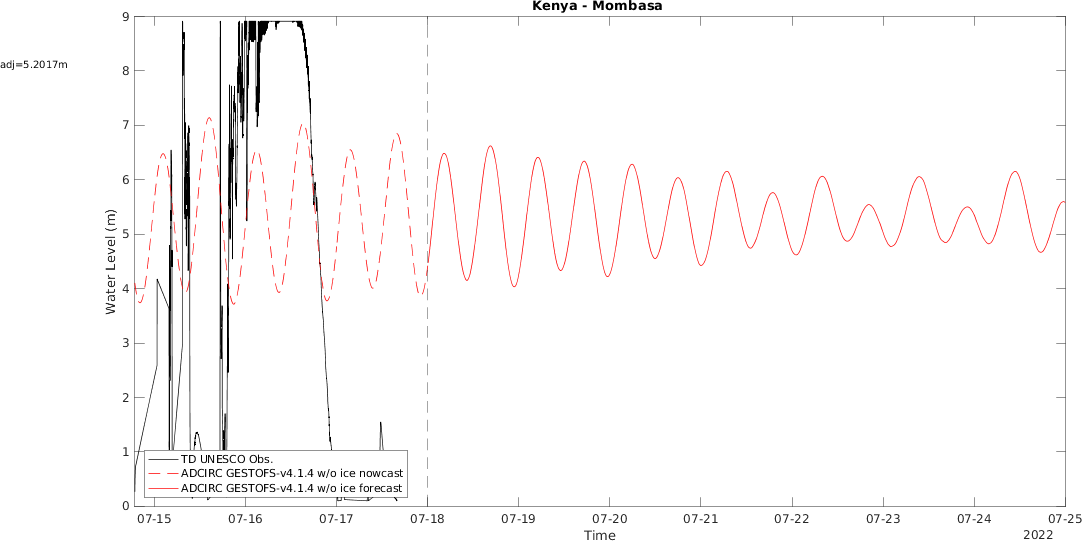 Kenya - Mombasa
adj=5.2017m
Water Level (m)
9
8
7
6
5
4
3
2
1
0
TD UNESCO Obs.
ADCIRC GESTOFS-v4.1.4 w/o ice nowcast
ADCIRC GESTOFS-v4.1.4 w/o ice forecast
07-15 07-16 07-17 07-18 07-19 07-20 07-21 07-22 07-23 07-24 07-25
Time
2022